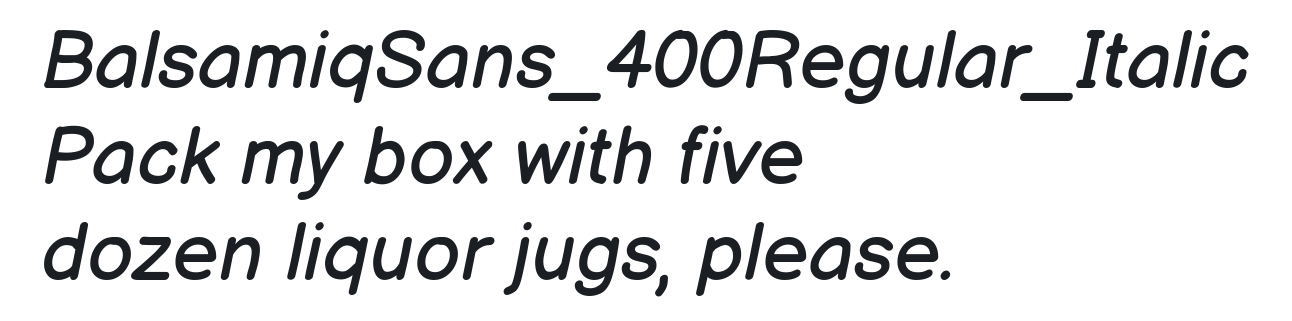 BalsamiqSans_400Regular_Italic
Pack my box with five
dozen liquor jugs, please.